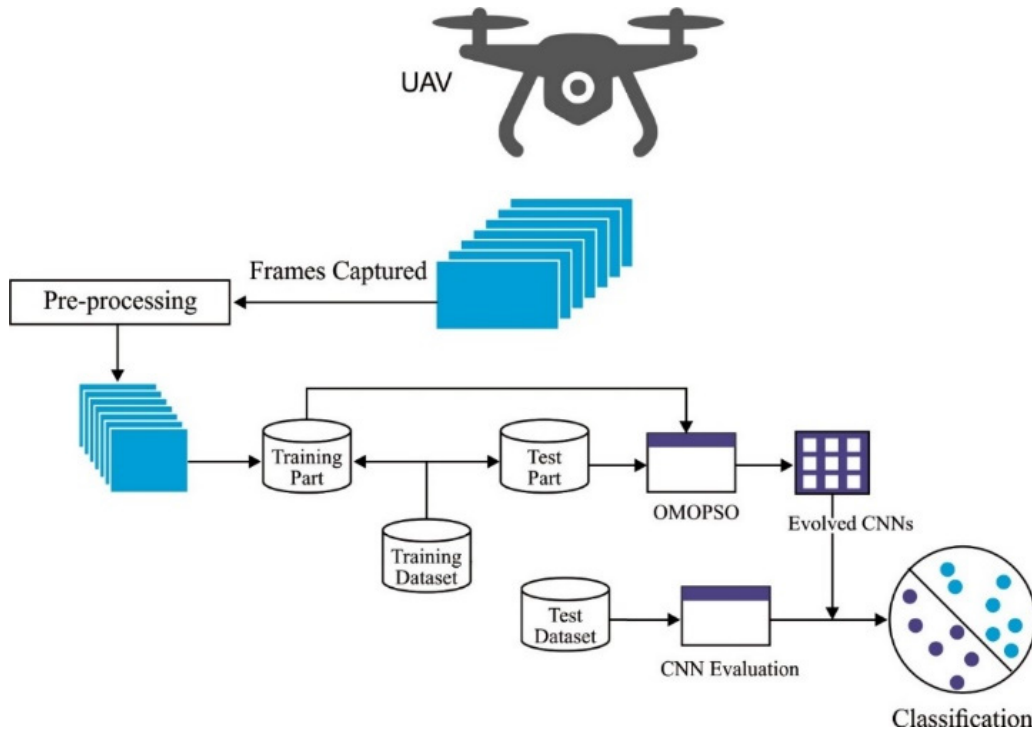 UAV
Frames Captured
Pre-processing
Training
Part
Test
Part
OMOPSO
Evolved CNNs
Training
Dataset
Test
Dataset
CNN Evaluation
Classification